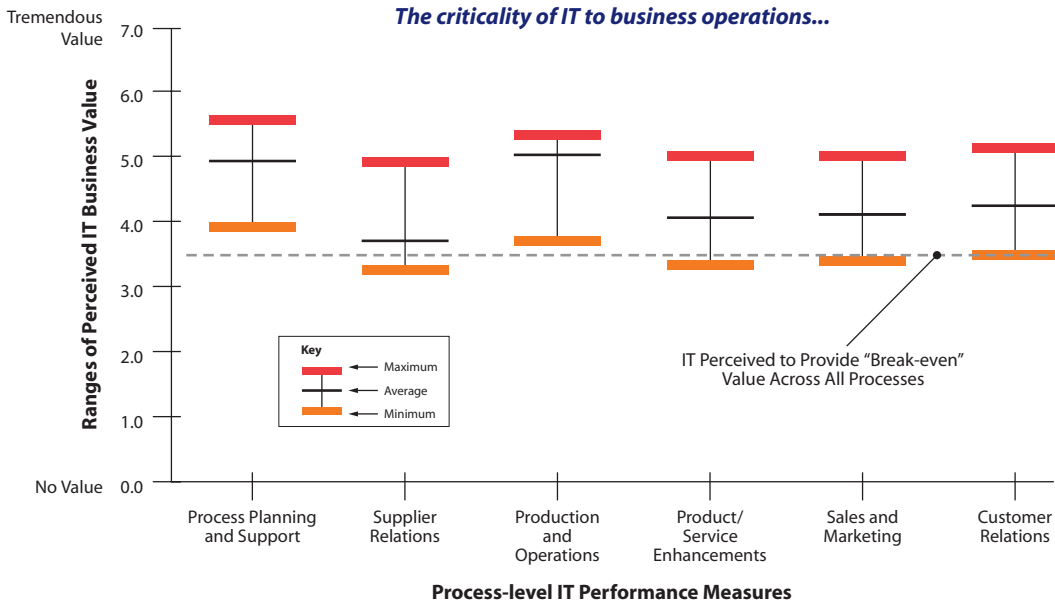 The criticality of IT to business operations...
Tremendous
Value
7.0
6.0
5.0
4.0
3.0
2.0
1.0
No Value
0.0
Ranges of Perceived IT Business Value
Key
Maximum
Average
Minimum
IT Perceived to Provide “Break-even”
Value Across All Processes
Process Planning
and Support
Supplier
Relations
Production
and
Operations
Product/
Service
Enhancements
Sales and
Marketing
Customer
Relations
Process-level IT Performance Measures